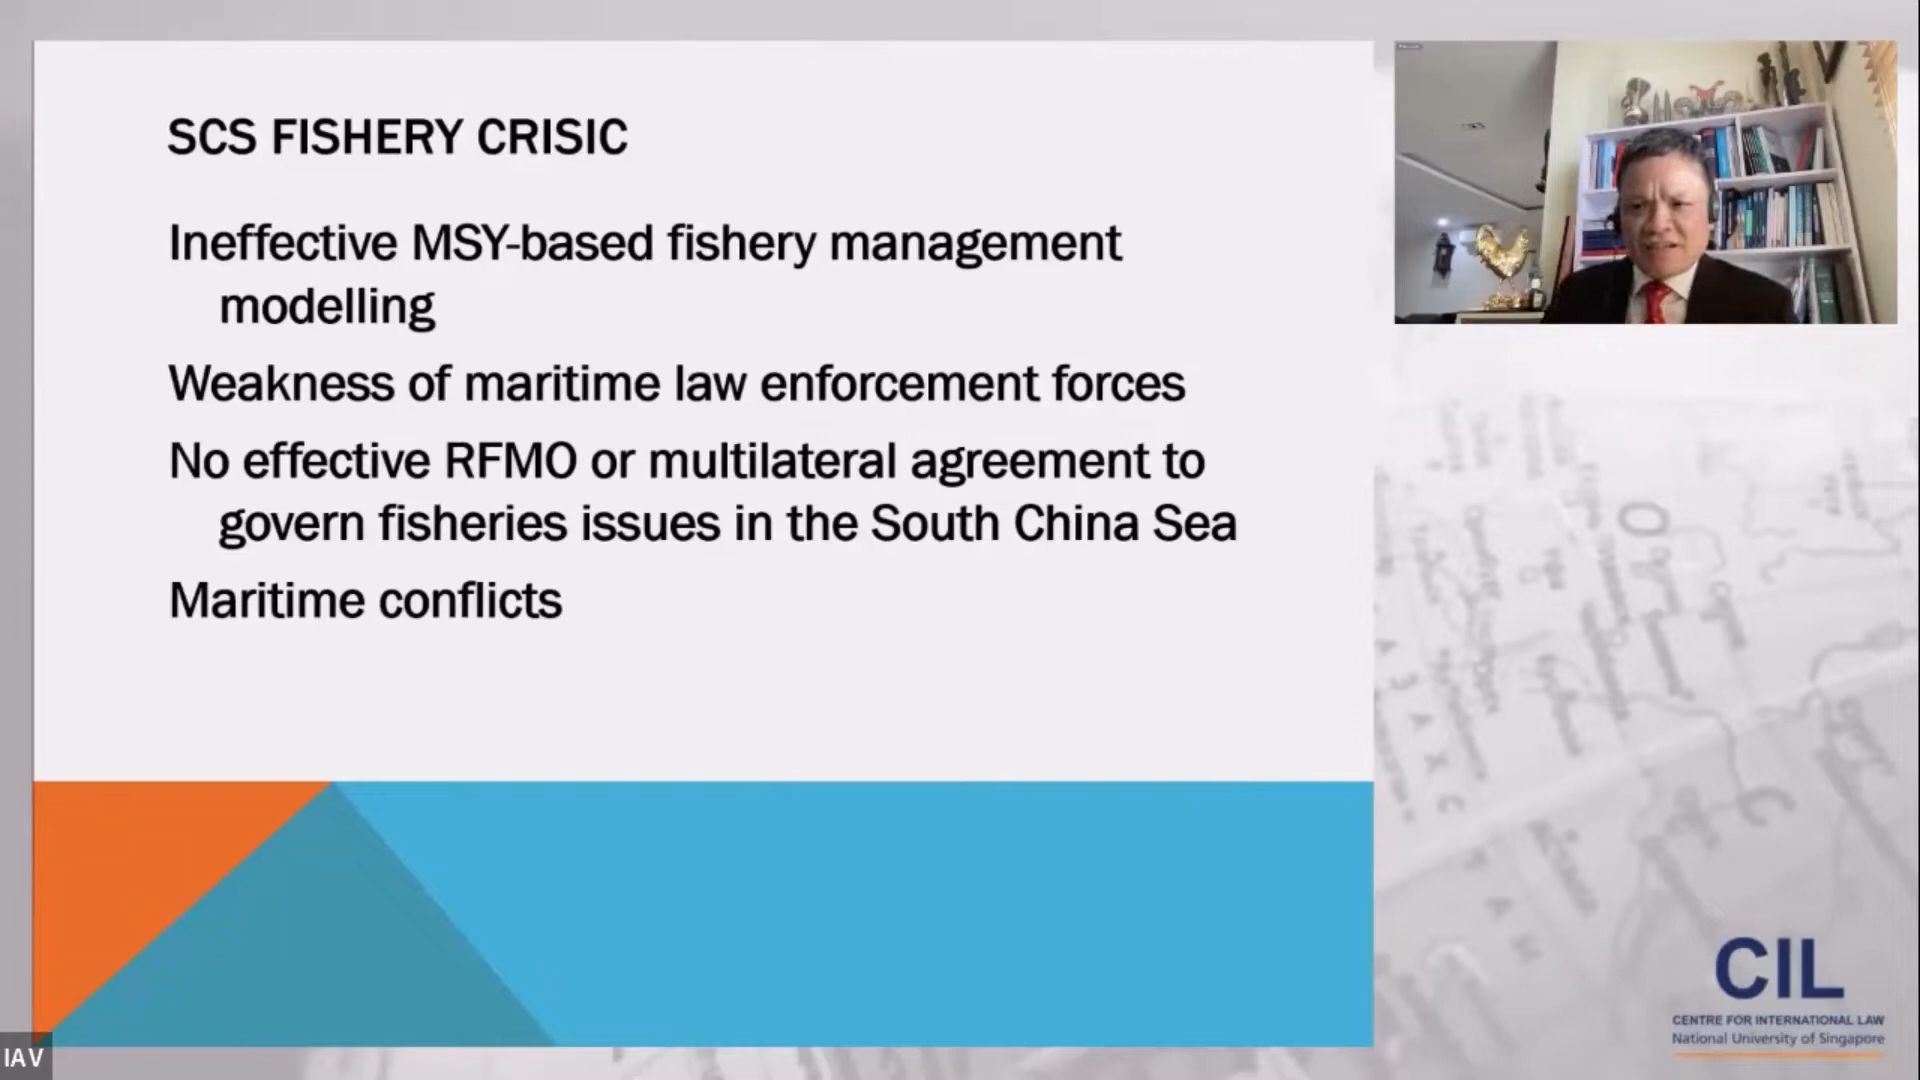 SCS FISHERY CRISIC
Ineffective MSY-based fishery management
modelling
Weakness of maritime law enforcement forces
No effective RFMO or multilateral agreement to
govern fisheries issues in the South China Sea
Maritime conflicts
CIL
CENTRE FOR INTERNATIONAL LAW
National University of Singapore
IAV